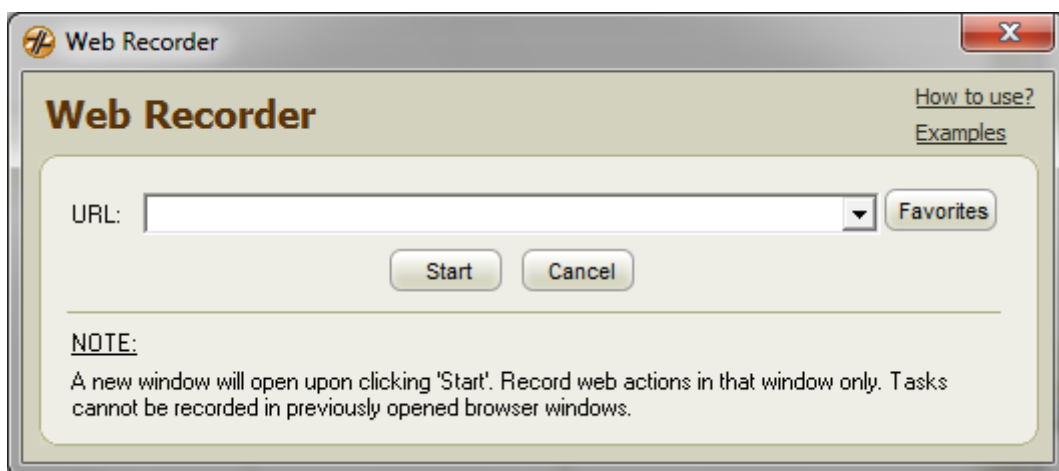 Web Recorder
Web Recorder
How to use?
Examples
URL:
Favorites
Start
Cancel
NOTE:
A new window will open upon clicking 'Start'. Record web actions in that window only. Tasks
cannot be recorded in previously opened browser windows.